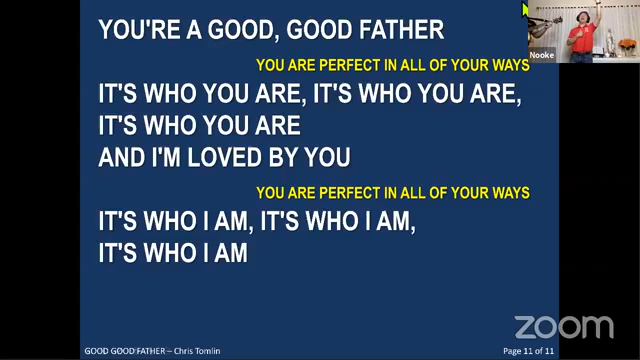 YOU'RE A GOOD, GOOD FATHER
YOU ARE PERFECT IN ALL OF YOUR WAYS
IT'S WHO YOU ARE, IT'S WHO YOU ARE,
IT'S WHO YOU ARE
AND I'M LOVED BY YOU
YOU ARE PERFECT IN ALL OF YOUR WAYS
IT'S WHO I AM, IT'S WHO I AM,
IT'S WHO I AM
Nooke
zoom
GOOD GOOD FATHER – Chris Tomlin
Page 11 of 11